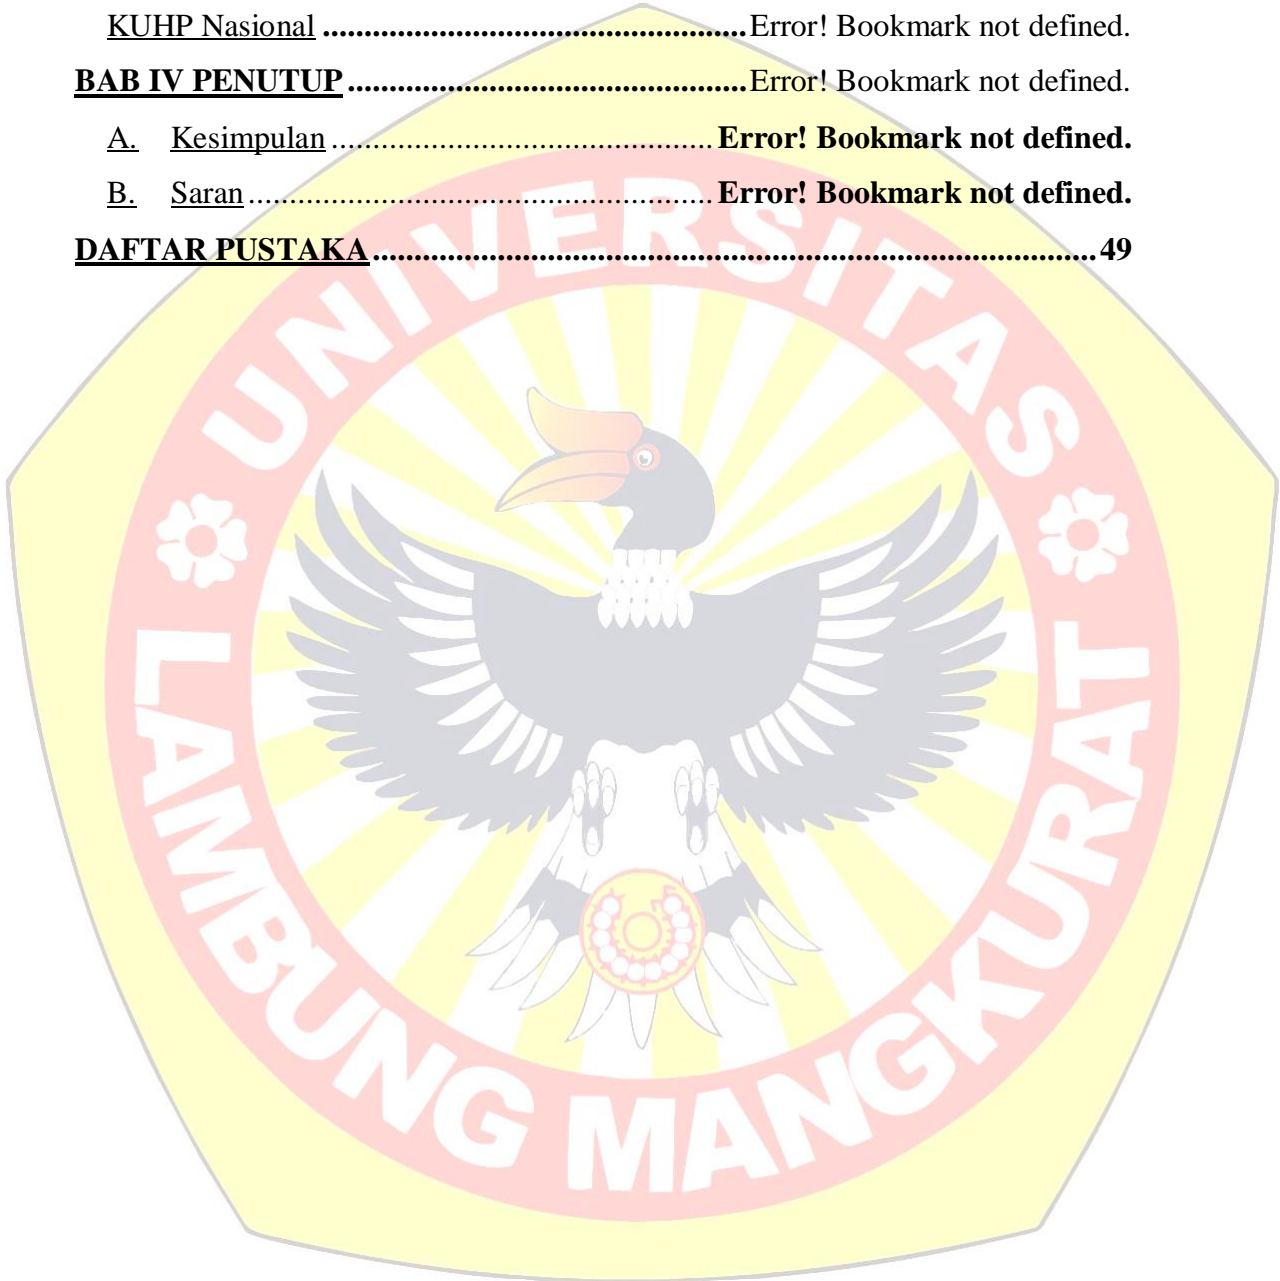 KUHP Nasional ..................................................Error! Bookmark not defined.
BAB IV PENUTUP ...............................................Error! Bookmark not defined.
A. Kesimpulan ............................................. Error! Bookmark not defined.
B. Saran ....................................................... Error! Bookmark not defined.
DAFTAR PUSTAKA.....................................................................................49
UNIVERSITAS
LAMBUNG MANGKURAT